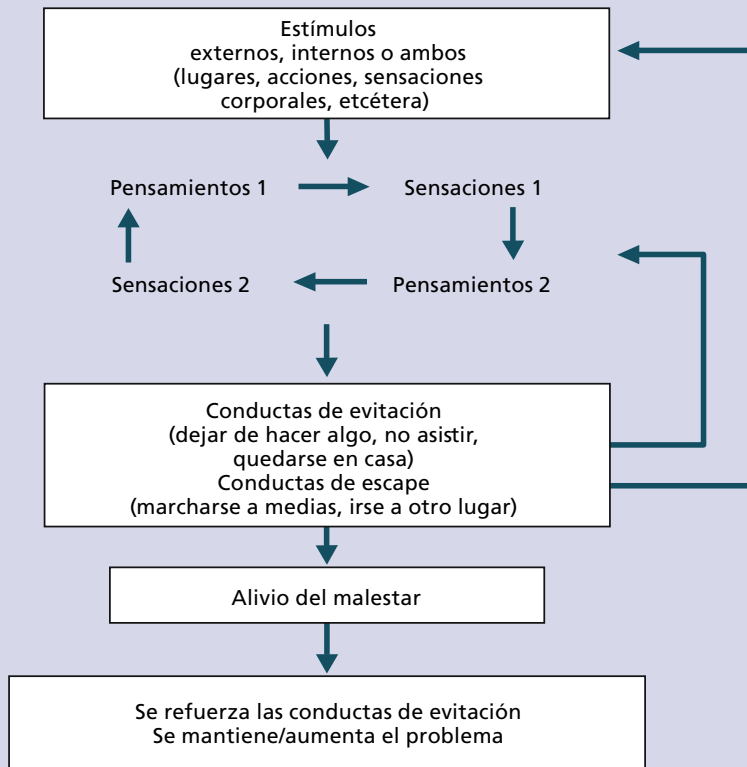 Estímulos
externos, internos o ambos
(lugares, acciones, sensaciones
corporales, etcétera)
Pensamientos 1
Sensaciones 1
Sensaciones 2
Pensamientos 2
Conductas de evitación
(dejar de hacer algo, no asistir,
quedarse en casa)
Conductas de escape
(marcharse a medias, irse a otro lugar)
Alivio del malestar
Se refuerza las conductas de evitación
Se mantiene/aumenta el problema